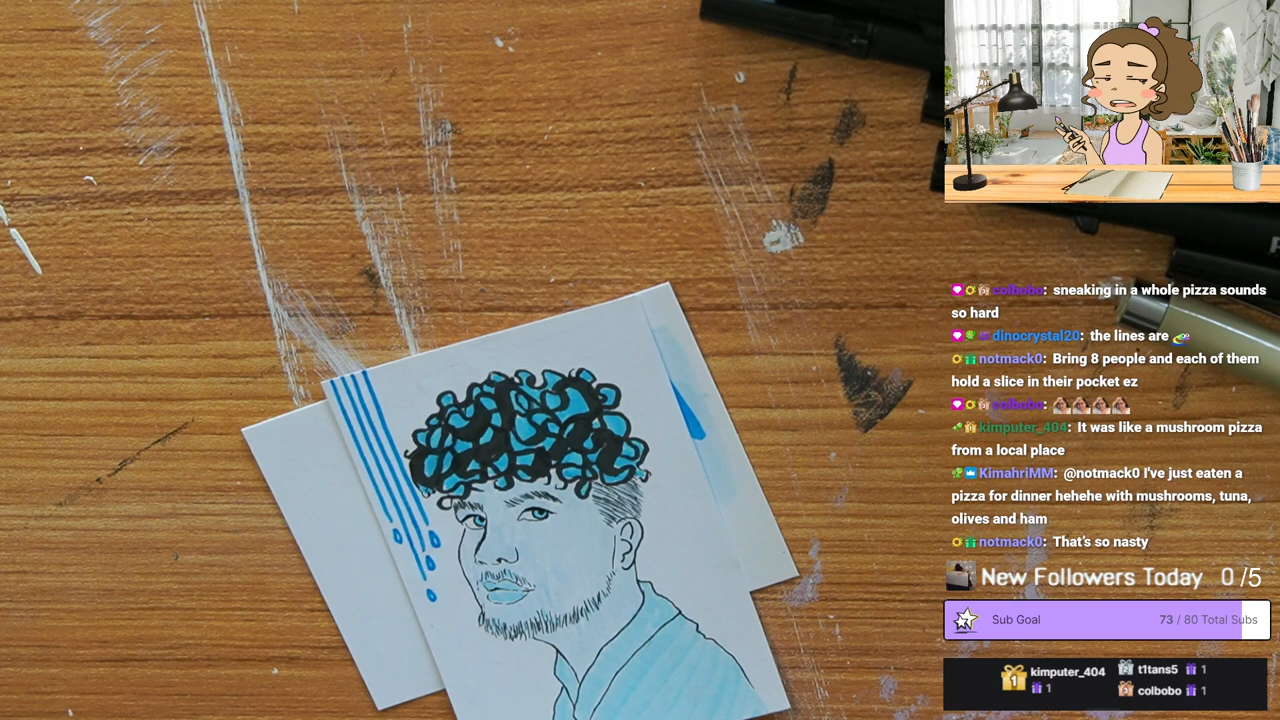 colbobo: sneaking in a whole pizza sounds
so hard
dinocrystal20: the lines are
notmack0: Bring 8 people and each of them
hold a slice in their pocket ez
colbobo:
kimputer_404: It was like a mushroom pizza
from a local place
KimahriMM: @notmack0 I've just eaten a
pizza for dinner hehehe with mushrooms, tuna,
olives and ham
notmack0: That's so nasty
New Followers Today 0 /5
Sub Goal 73 / 80 Total Subs
kimputer_404
1
1
t1tans5 1
colbobo 1